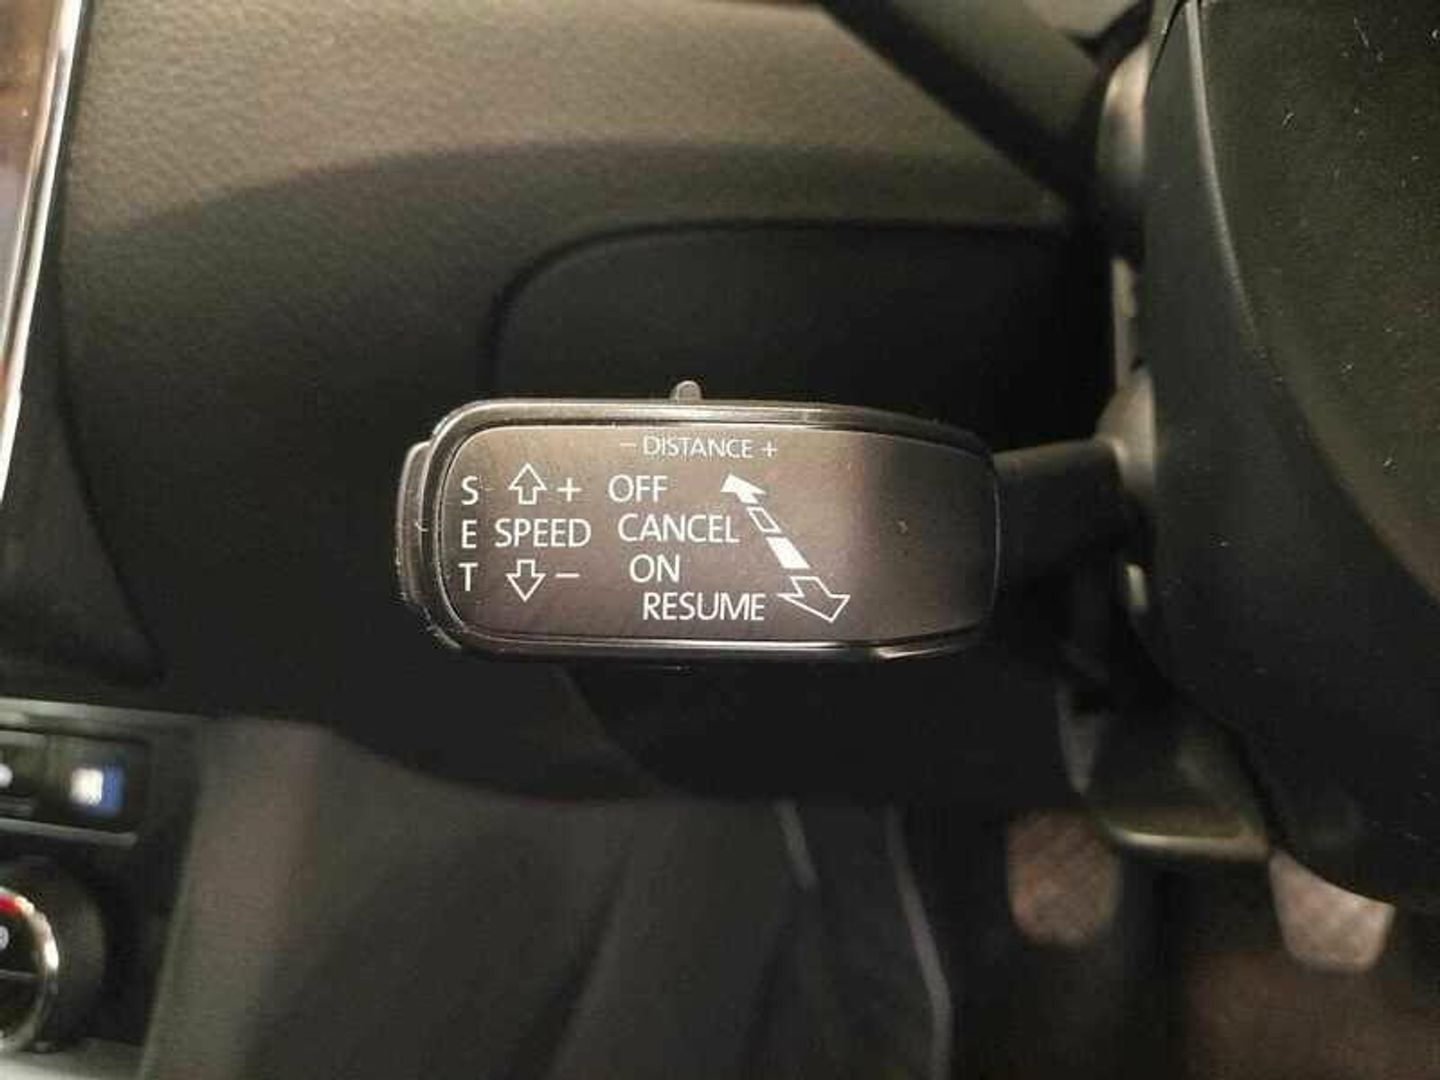 − DISTANCE +
S + OFF
E SPEED CANCEL
T − ON
RESUME